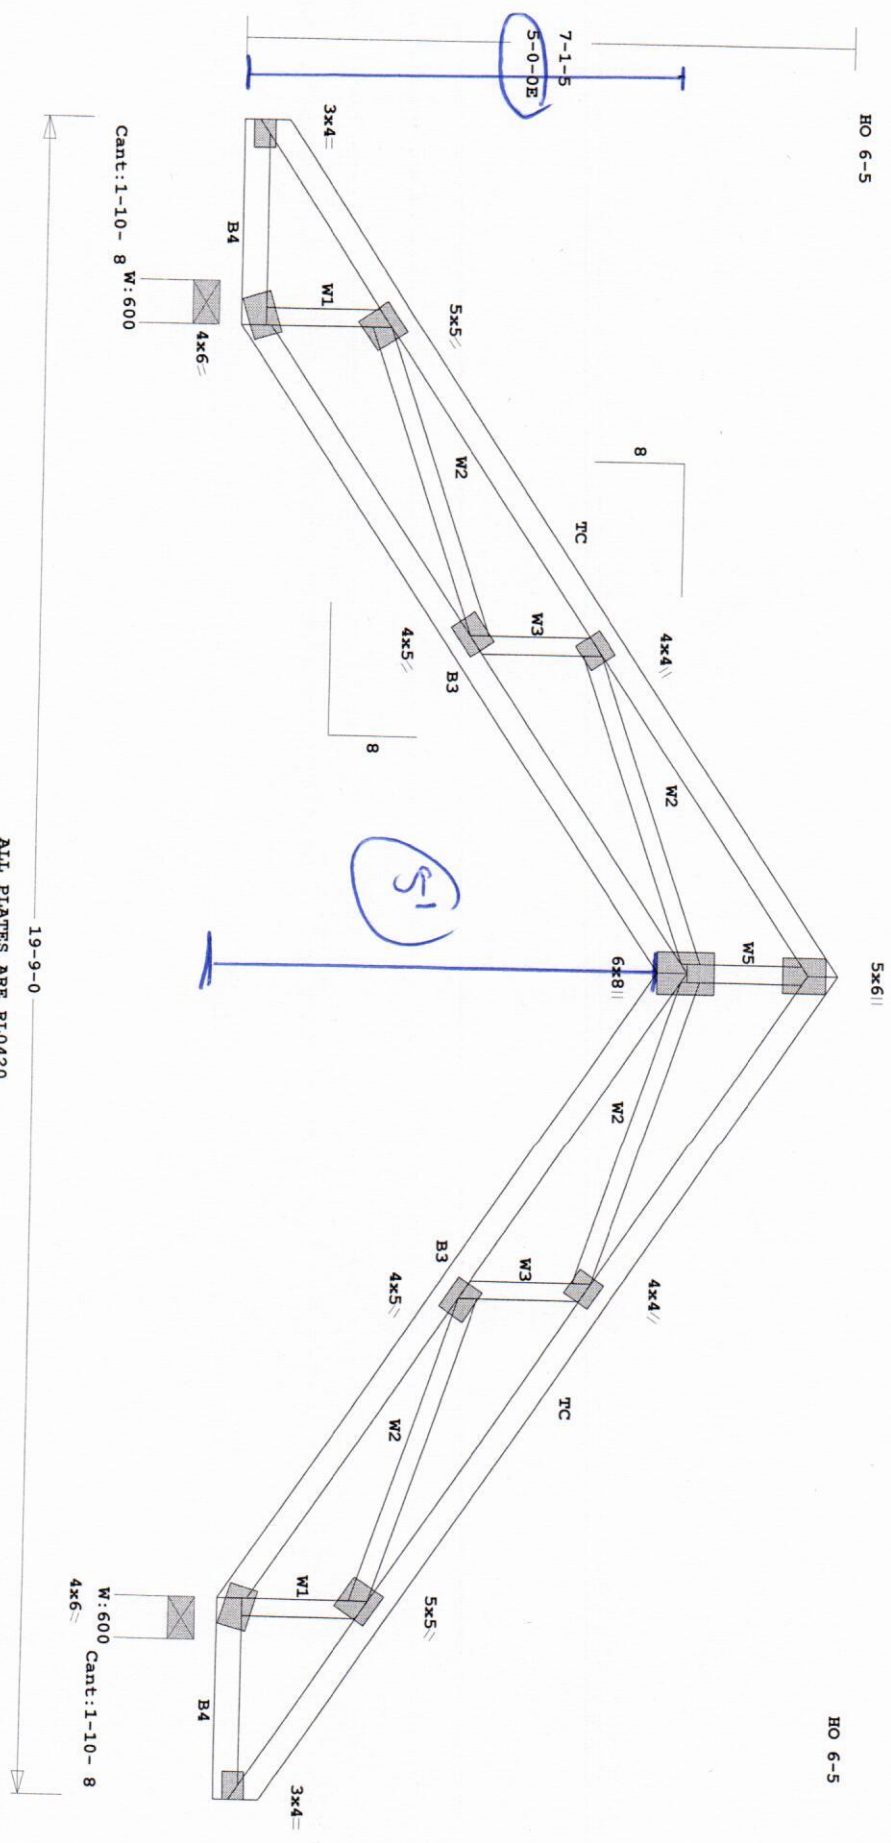 HO 6-5
HO 6-5
5x6
4x4
4x4
5x5
5x5
3x4=
3x4=
7-1-5
5-0-0E
8
TC
TC
W5
W2
W2
W3
W3
6x8
W2
W2
B3
B3
4x5
4x5
8
5-1
W1
W1
B4
B4
4x6
4x6
W:600
W:600
Cant:1-10- 8
Cant:1-10- 8
19-9-0
ALL PLATES ARE PL0420